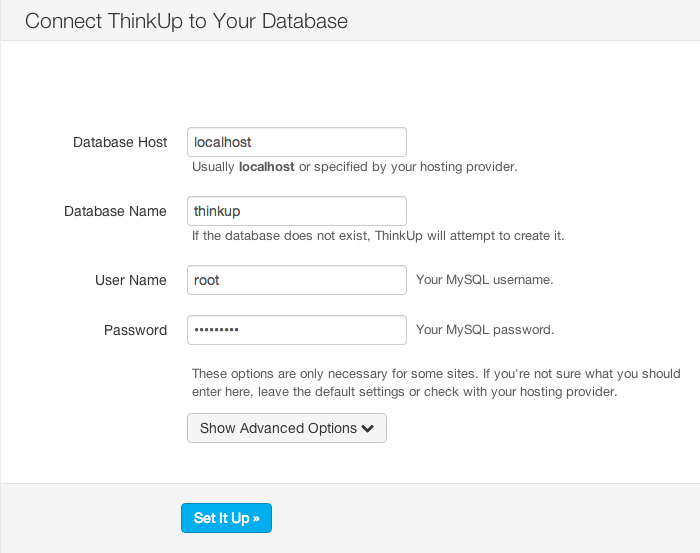 Connect ThinkUp to Your Database
Database Host localhost
Usually localhost or specified by your hosting provider.
Database Name thinkup
If the database does not exist, ThinkUp will attempt to create it.
User Name root Your MySQL username.
Password ••••••••• Your MySQL password.
These options are only necessary for some sites. If you're not sure what you should
enter here, leave the default settings or check with your hosting provider.
Show Advanced Options
Set It Up »